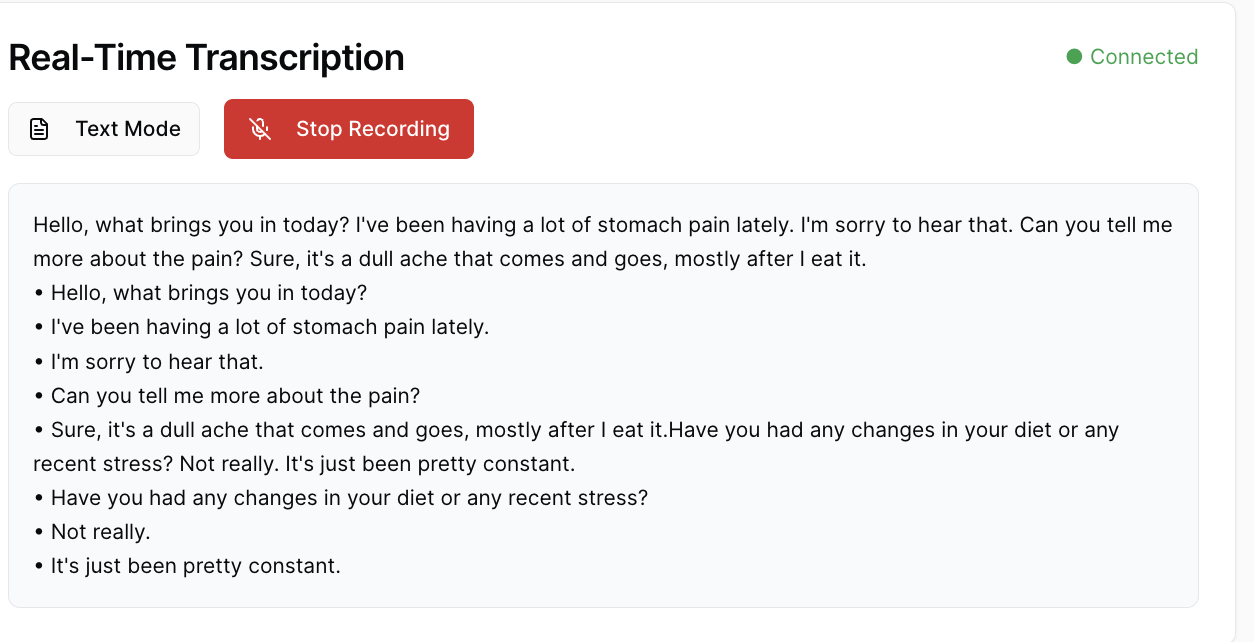 Real-Time Transcription
Connected
Text Mode
Stop Recording
Hello, what brings you in today? I've been having a lot of stomach pain lately. I'm sorry to hear that. Can you tell me
more about the pain? Sure, it's a dull ache that comes and goes, mostly after I eat it.
• Hello, what brings you in today?
• I've been having a lot of stomach pain lately.
• I'm sorry to hear that.
• Can you tell me more about the pain?
• Sure, it's a dull ache that comes and goes, mostly after I eat it.Have you had any changes in your diet or any
recent stress? Not really. It's just been pretty constant.
• Have you had any changes in your diet or any recent stress?
• Not really.
• It's just been pretty constant.